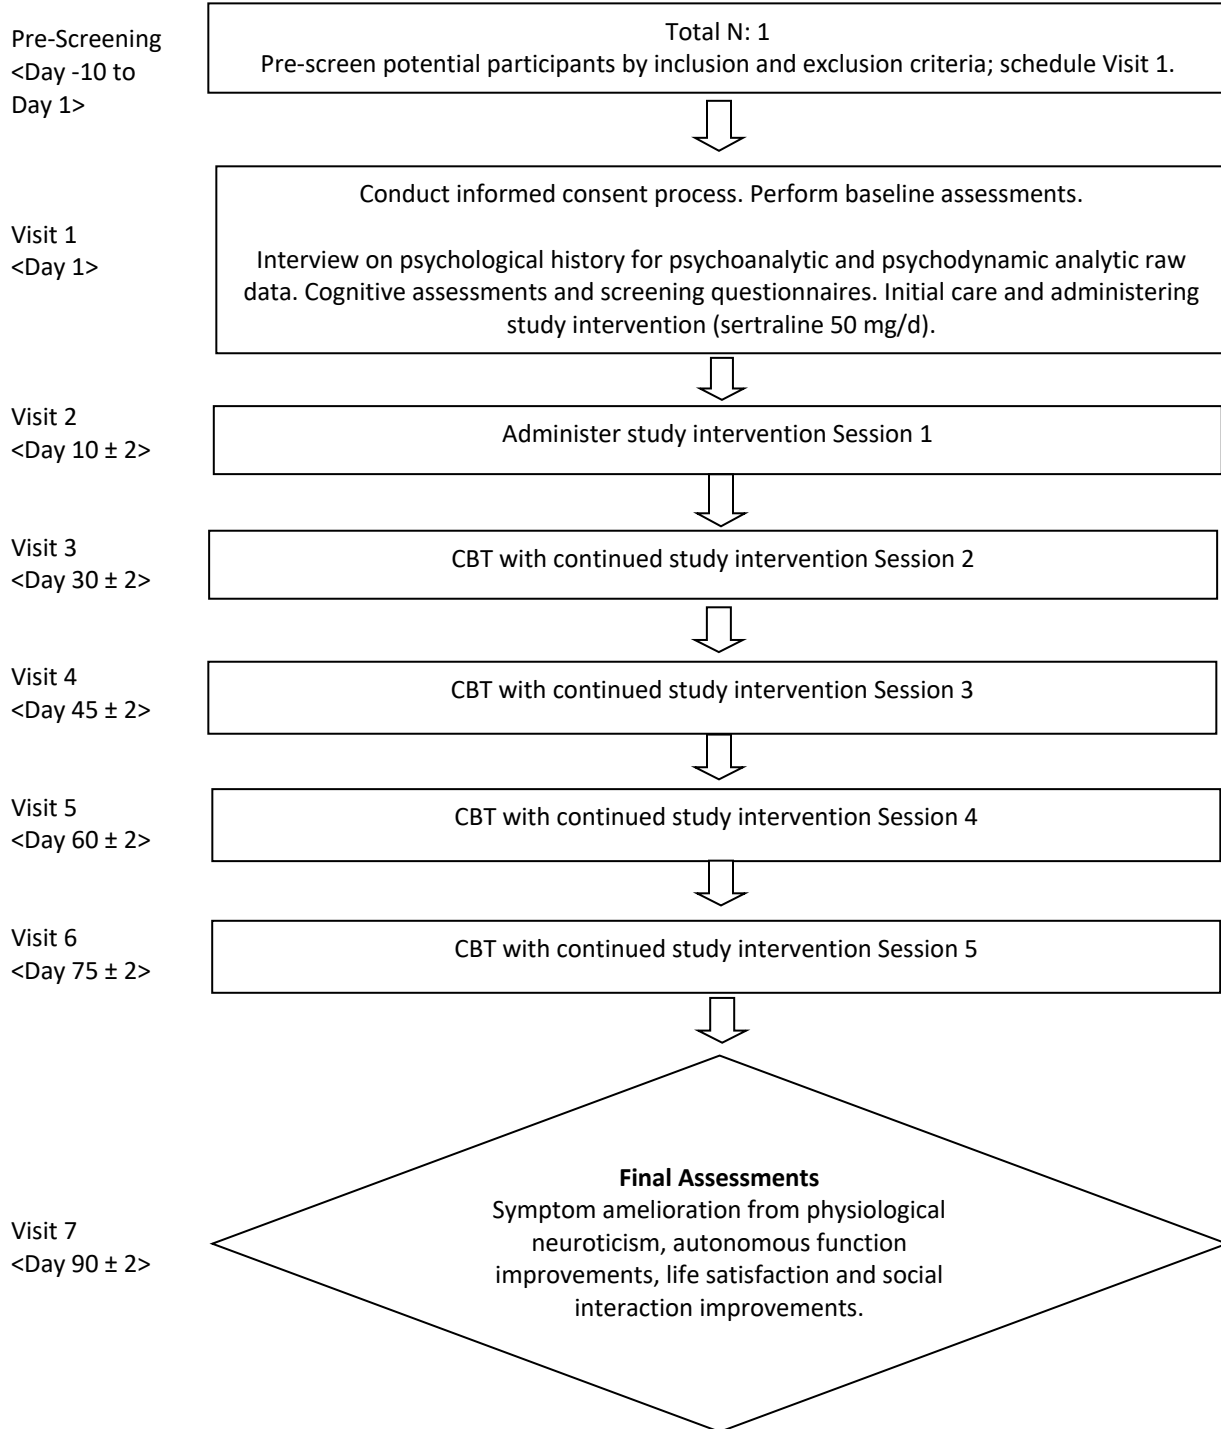 Pre-Screening
<Day -10 to
Day 1>
Total N: 1
Pre-screen potential participants by inclusion and exclusion criteria; schedule Visit 1.
Visit 1
<Day 1>
Conduct informed consent process. Perform baseline assessments.
Interview on psychological history for psychoanalytic and psychodynamic analytic raw
data. Cognitive assessments and screening questionnaires. Initial care and administering
study intervention (sertraline 50 mg/d).
Visit 2
<Day 10 ± 2>
Administer study intervention Session 1
Visit 3
<Day 30 ± 2>
CBT with continued study intervention Session 2
Visit 4
<Day 45 ± 2>
CBT with continued study intervention Session 3
Visit 5
<Day 60 ± 2>
CBT with continued study intervention Session 4
Visit 6
<Day 75 ± 2>
CBT with continued study intervention Session 5
Visit 7
<Day 90 ± 2>
Final Assessments
Symptom amelioration from physiological
neuroticism, autonomous function
improvements, life satisfaction and social
interaction improvements.